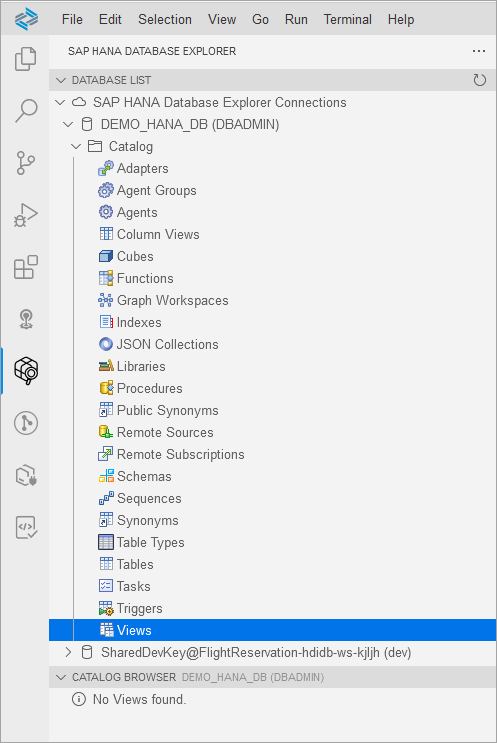 File Edit Selection View Go Run Terminal Help
SAP HANA DATABASE EXPLORER
DATABASE LIST
SAP HANA Database Explorer Connections
DEMO_HANA_DB (DBADMIN)
Catalog
Adapters
Agent Groups
Agents
Column Views
Cubes
Functions
Graph Workspaces
Indexes
JSON Collections
Libraries
Procedures
Public Synonyms
Remote Sources
Remote Subscriptions
Schemas
Sequences
Synonyms
Table Types
Tables
Tasks
Triggers
Views
SharedDevKey@FlightReservation-hdidb-ws-kjljh (dev)
CATALOG BROWSER DEMO_HANA_DB (DBADMIN)
No Views found.